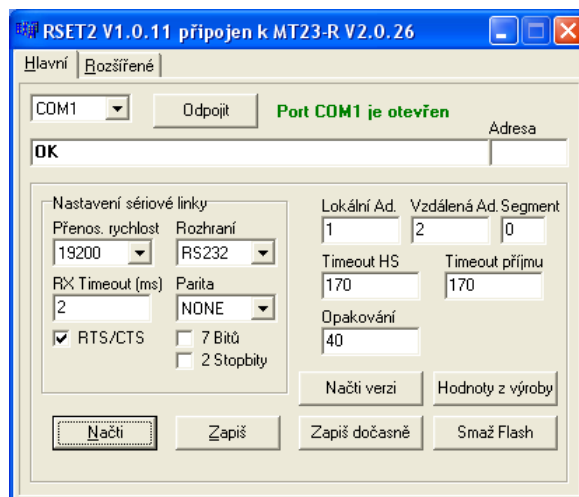 RSET2 V1.0.11 připojen k MT23-R V2.0.26
Hlavní Rozšířené
COM1 Odpojit Port COM1 je otevřen
Adresa
OK
Nastavení sériové linky
Lokální Ad. Vzdálená Ad. Segment
Přenos. rychlost Rozhraní
1 2 0
19200 RS232
Timeout HS Timeout příjmu
RX Timeout (ms) Parita
170 170
2 NONE
Opakování
RTS/CTS 7 Bitů
40
2 Stopbity
Načti verzi Hodnoty z výroby
Načti Zapiš Zapiš dočasně Smaž Flash